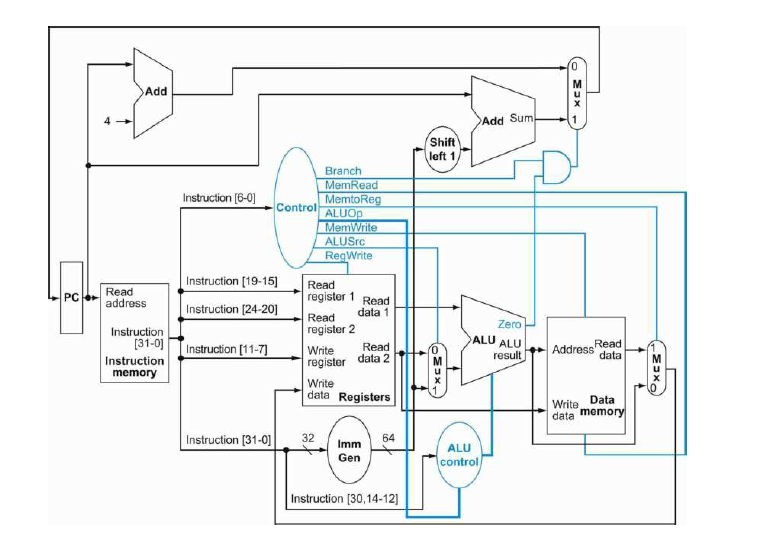 Add
4
0
Mux
1
Add Sum
Shift
left 1
Branch
MemRead
MemtoReg
ALUOp
MemWrite
ALUSrc
RegWrite
Control
Instruction [6-0]
PC
Read
address
Instruction
[31-0]
Instruction
memory
Instruction [19-15]
Instruction [24-20]
Instruction [11-7]
Read
register 1
Read
data 1
Read
register 2
Write
register
Read
data 2
Write
data
Registers
0
Mux
1
Zero
ALU
ALU
result
Address
Read
data
Write
data
Data
memory
1
Mux
0
Instruction [31-0]
32
Imm
Gen
64
ALU
control
Instruction [30,14-12]